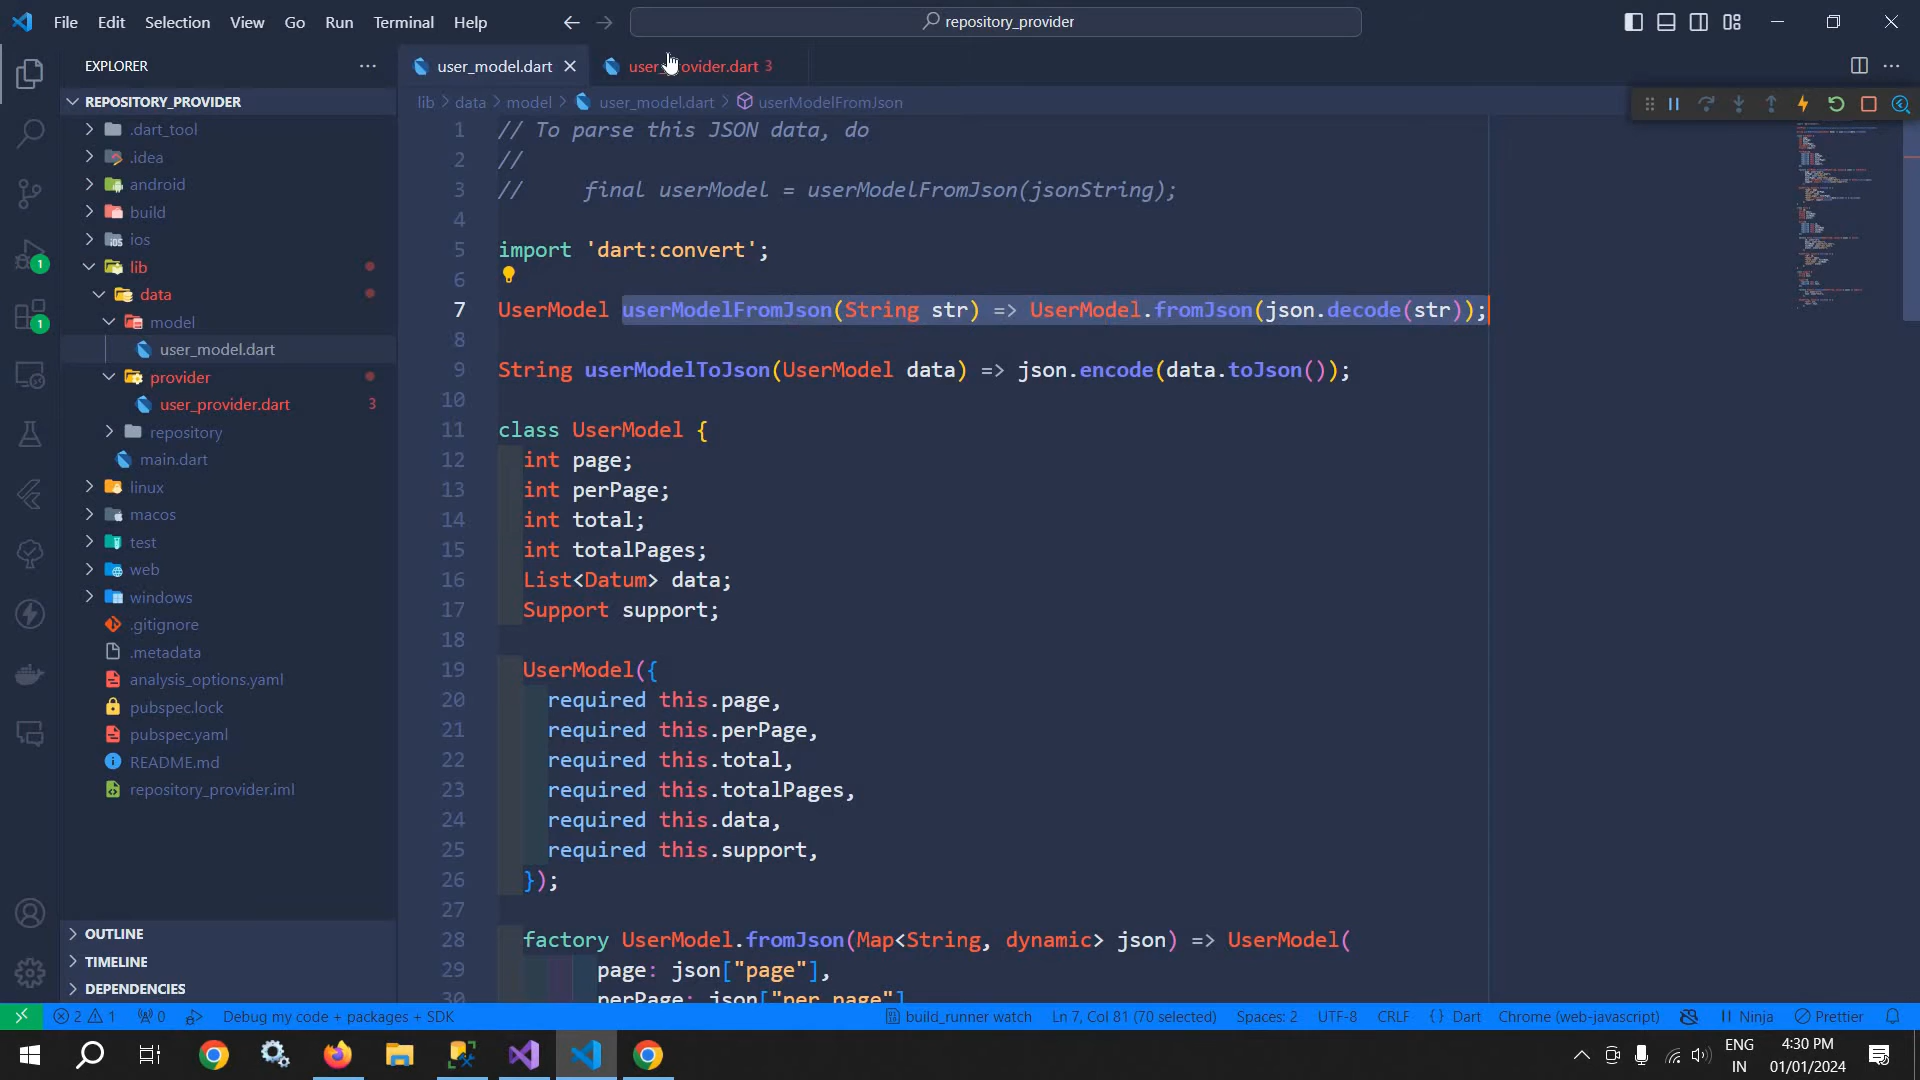 File Edit Selection View Go Run Terminal Help
repository_provider
EXPLORER
user_model.dart
3
REPOSITORY_PROVIDER
lib > data > model > user_model.dart > userModelFromJson
.dart_tool
.idea
android
build
ios
lib
data
model
user_model.dart
provider
user_provider.dart 3
repository
main.dart
linux
macos
test
web
windows
.gitignore
.metadata
analysis_options.yaml
pubspec.lock
pubspec.yaml
README.md
repository_provider.iml
OUTLINE
TIMELINE
DEPENDENCIES
1
1
1 // To parse this JSON data, do
2 //
3 //     final userModel = userModelFromJson(jsonString);
4
5 import 'dart:convert';
6
7 UserModel userModelFromJson(String str) => UserModel.fromJson(json.decode(str));
8
9 String userModelToJson(UserModel data) => json.encode(data.toJson());
10
11 class UserModel {
12   int page;
13   int perPage;
14   int total;
15   int totalPages;
16   List<Datum> data;
17   Support support;
18
19   UserModel({
20     required this.page,
21     required this.perPage,
22     required this.total,
23     required this.totalPages,
24     required this.data,
25     required this.support,
26   });
27
28   factory UserModel.fromJson(Map<String, dynamic> json) => UserModel(
29         page: json["page"],
30         perPage: json["per_page"],
2 1 0 Debug my code + packages + SDK build_runner watch Ln 7, Col 81 (70 selected) Spaces: 2 UTF-8 CRLF {} Dart Chrome (web-javascript) Ninja Prettier
ENG
IN
4:30 PM
01/01/2024